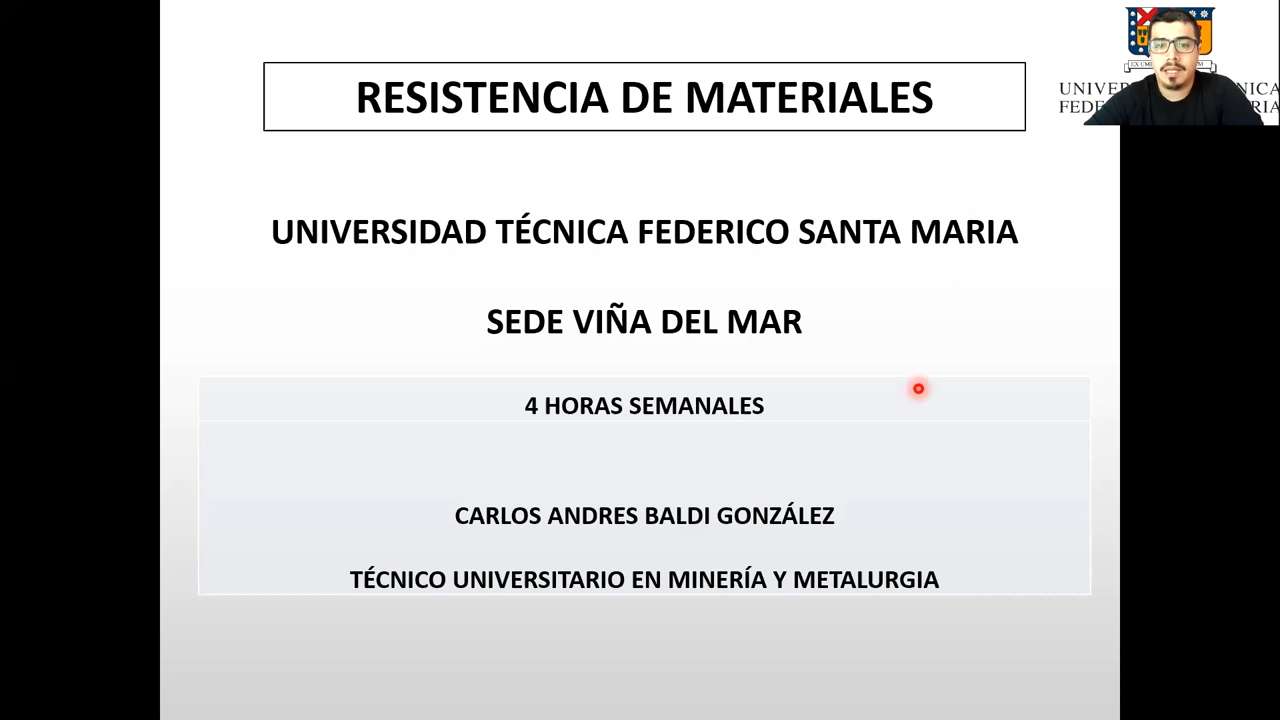 RESISTENCIA DE MATERIALES
UNIVERSIDAD TÉCNICA FEDERICO SANTA MARIA
SEDE VIÑA DEL MAR
4 HORAS SEMANALES
CARLOS ANDRES BALDI GONZÁLEZ
TÉCNICO UNIVERSITARIO EN MINERÍA Y METALURGIA